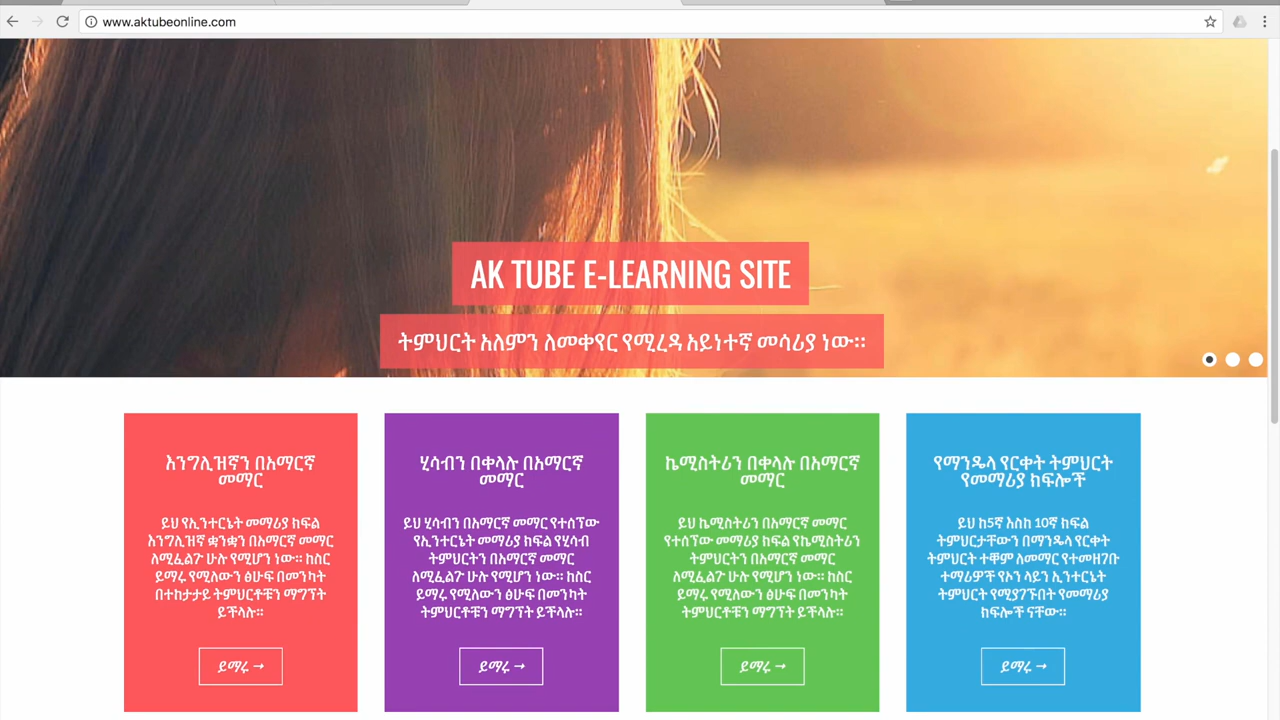 www.aktubeonline.com
AK TUBE E-LEARNING SITE
ትምህርት አለምን ለመቀየር የሚረዳ አይነተኛ መሳሪያ ነው።
እንግሊዝኛን በአማርኛ
መማር
ይህ የኢንተርኔት መማሪያ ክፍል
እንግሊዝኛ ቋንቋን በአማርኛ መማር
ለሚፈልጉ ሁሉ የሚሆን ነው። ከስር
ይማሩ የሚለውን ፅሁፍ በመንካት
በተከታታይ ትምህርቶቹን ማግኘት
ይችላሉ።
ይማሩ →
ሂሳብን በቀላሉ በአማርኛ
መማር
ይህ ሂሳብን በአማርኛ መማር የተሰኘው
የኢንተርኔት መማሪያ ክፍል የሂሳብ
ትምህርትን በአማርኛ መማር
ለሚፈልጉ ሁሉ የሚሆን ነው። ከስር
ይማሩ የሚለውን ፅሁፍ በመንካት
ትምህርቶቹን ማግኘት ይችላሉ።
ይማሩ →
ኬሚስትሪን በቀላሉ በአማርኛ
መማር
ይህ ኬሚስትሪን በአማርኛ መማር
የተሰኘው መማሪያ ክፍል የኬሚስትሪን
ትምህርትን በአማርኛ መማር
ለሚፈልጉ ሁሉ የሚሆን ነው። ከስር
ይማሩ የሚለውን ፅሁፍ በመንካት
ትምህርቶቹን ማግኘት ይችላሉ።
ይማሩ →
የማንዴላ የርቀት ትምህርት
የመማሪያ ክፍሎች
ይህ ከ5ኛ እስከ 10ኛ ክፍል
ትምህርታቸውን በማንዴላ የርቀት
ትምህርት ተቐም ለመማር የተመዘገቡ
ተማሪዎች የኦን ላይን ኢንተርኔት
ትምህርት የሚያገኙበት የመማሪያ
ክፍሎች ናቸው።
ይማሩ →